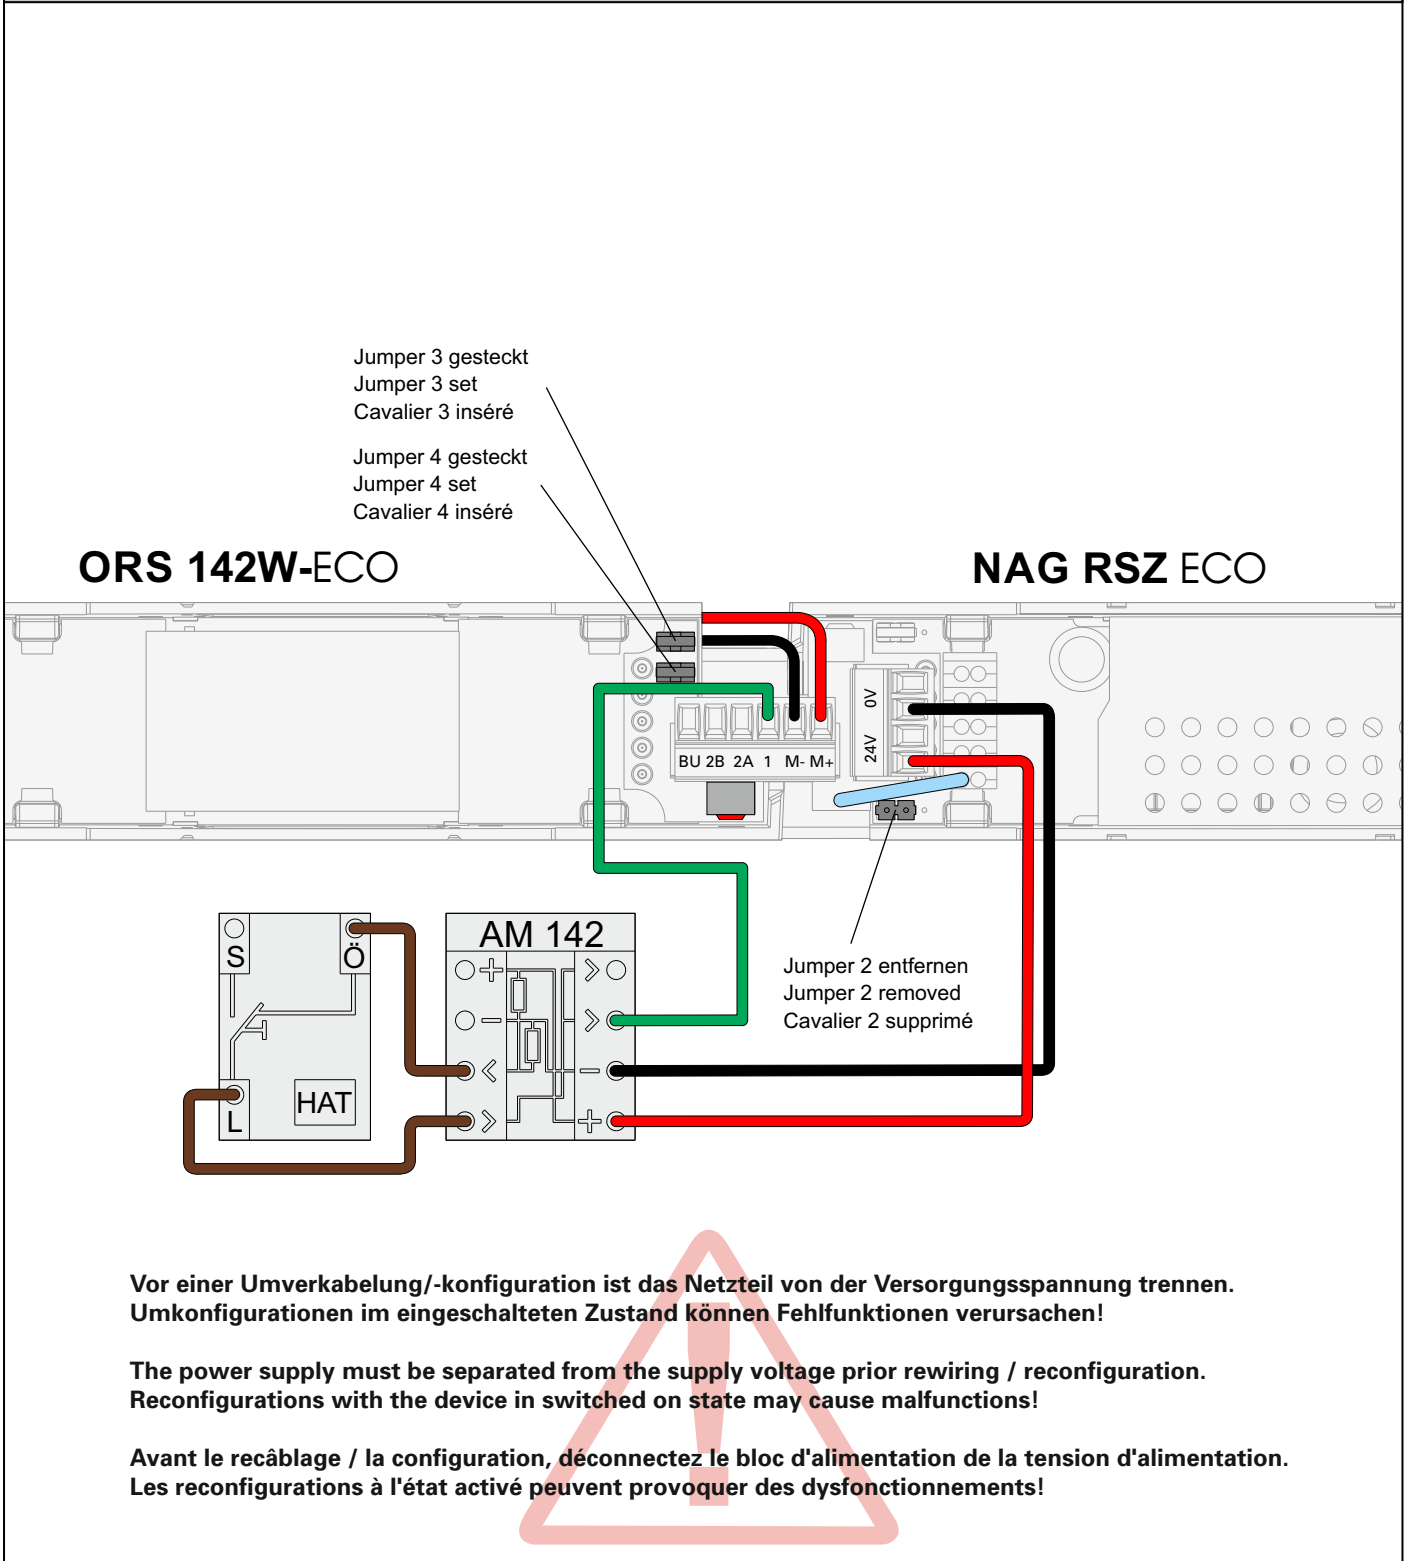 Jumper 3 gesteckt
Jumper 3 set
Cavalier 3 inséré
Jumper 4 gesteckt
Jumper 4 set
Cavalier 4 inséré
ORS 142W-ECO
NAG RSZ ECO
0V
24V
BU 2B 2A 1 M- M+
AM 142
S
Ö
L
HAT
Jumper 2 entfernen
Jumper 2 removed
Cavalier 2 supprimé
Vor einer Umverkabelung/-konfiguration ist das Netzteil von der Versorgungsspannung trennen.
Umkonfigurationen im eingeschalteten Zustand können Fehlfunktionen verursachen!
The power supply must be separated from the supply voltage prior rewiring / reconfiguration.
Reconfigurations with the device in switched on state may cause malfunctions!
Avant le recâblage / la configuration, déconnectez le bloc d'alimentation de la tension d'alimentation.
Les reconfigurations à l'état activé peuvent provoquer des dysfonctionnements!